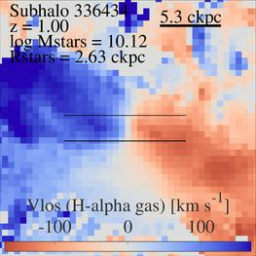 Subhalo 336434
5.3 ckpc
z = 1.00
log Mstars = 10.12
Rstars = 2.63 ckpc
Vlos (H-alpha gas) [km s⁻¹]
-100 0 100